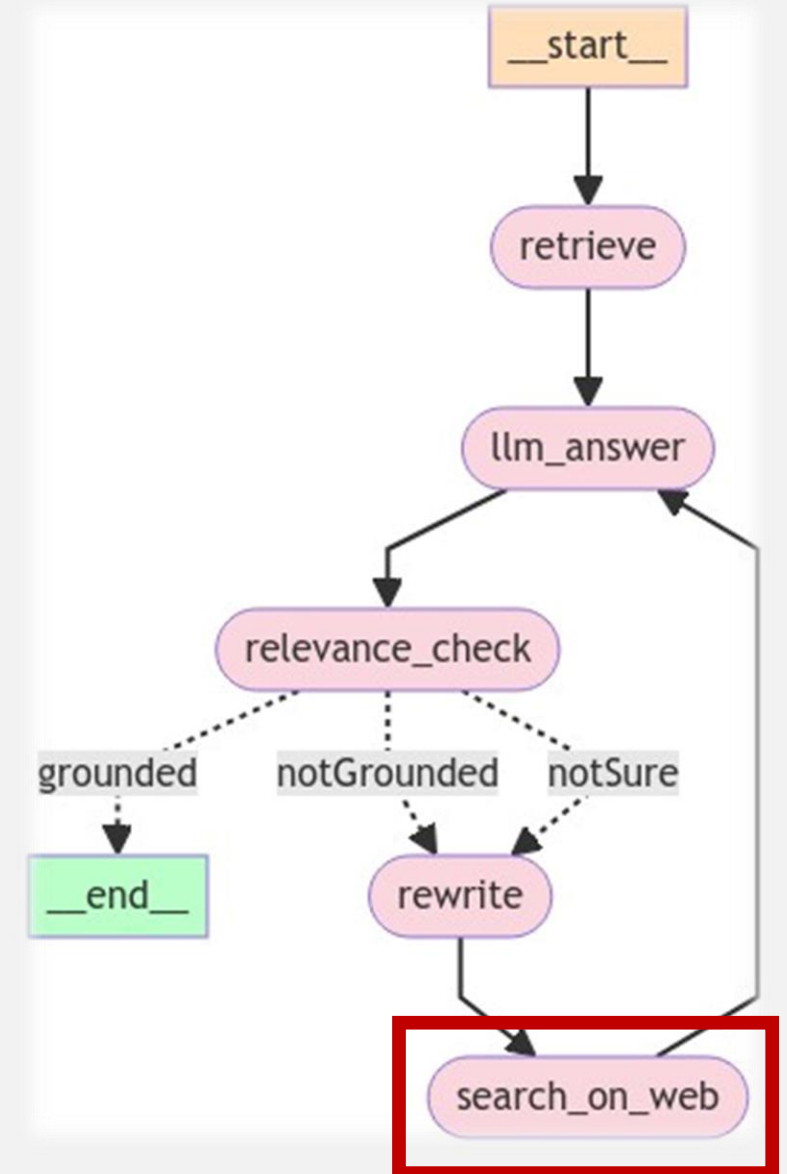 __start__
retrieve
llm_answer
relevance_check
grounded
notGrounded
notSure
__end__
rewrite
search_on_web